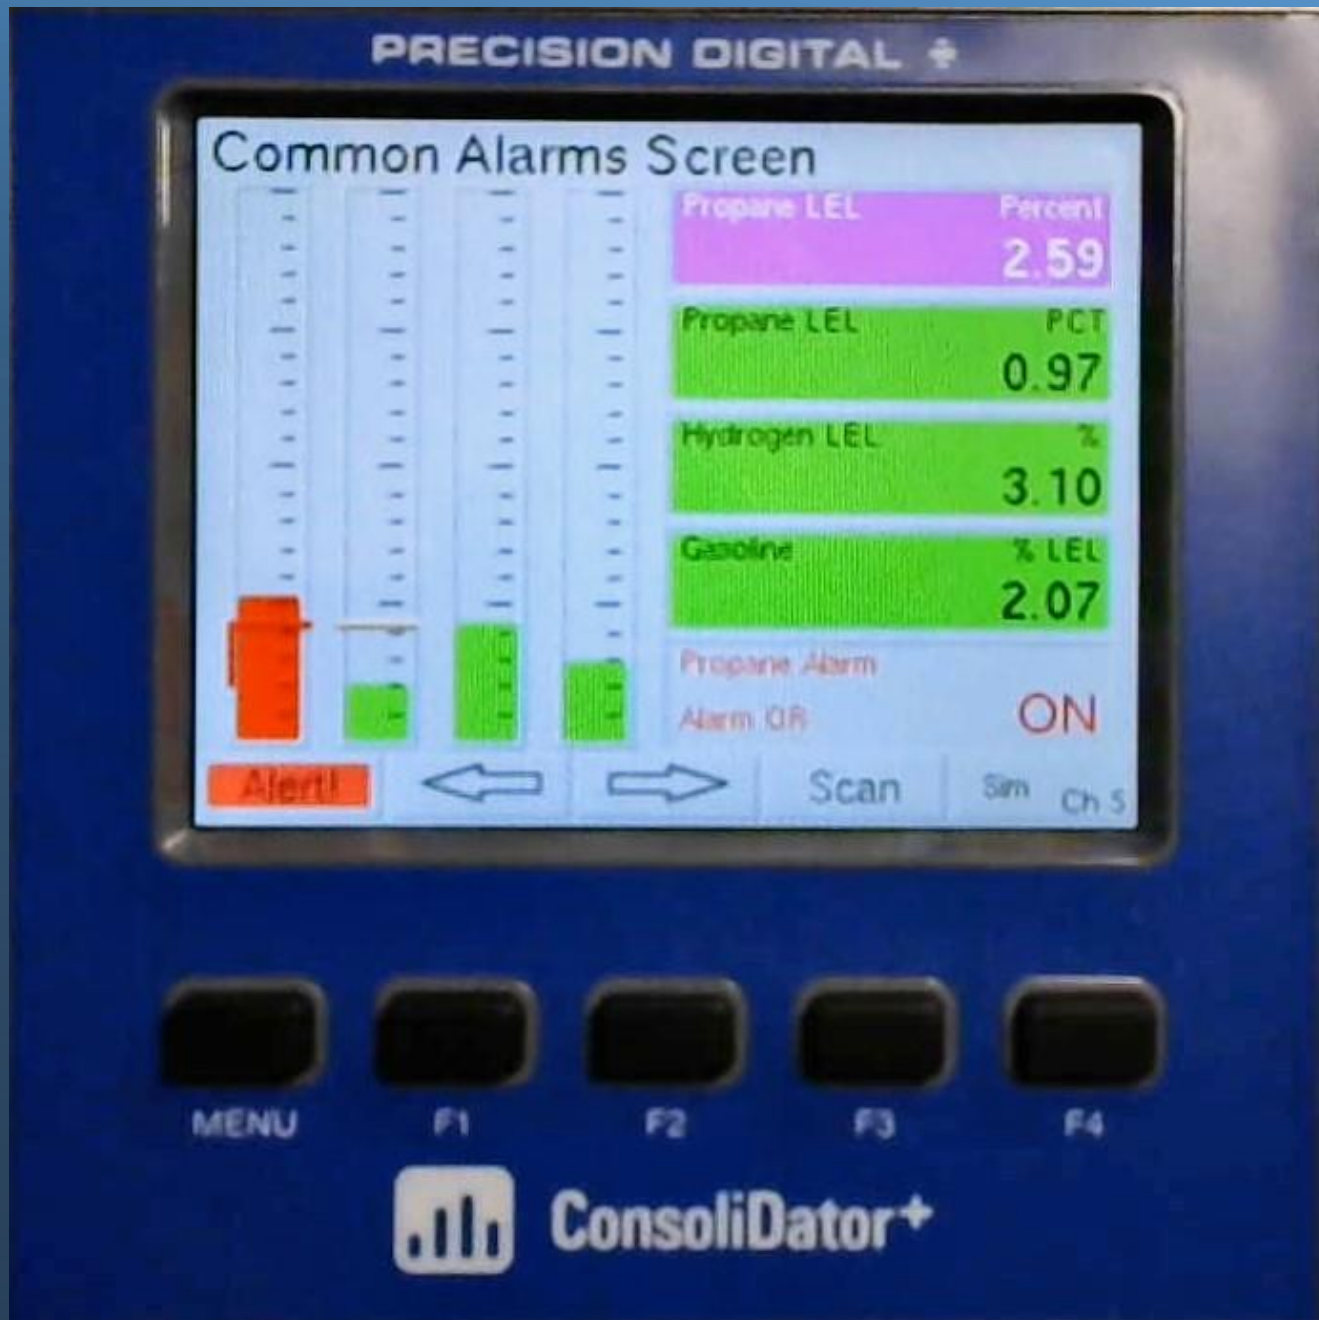 PRECISION DIGITAL
Common Alarms Screen
Propane LEL Percent
2.59
Propane LEL PCT
0.97
Hydrogen LEL %
3.10
Gasoline % LEL
2.07
Propane Alarm
Alarm OR ON
Alert! Scan Sim Ch 5
MENU F1 F2 F3 F4
ConsoliDator+